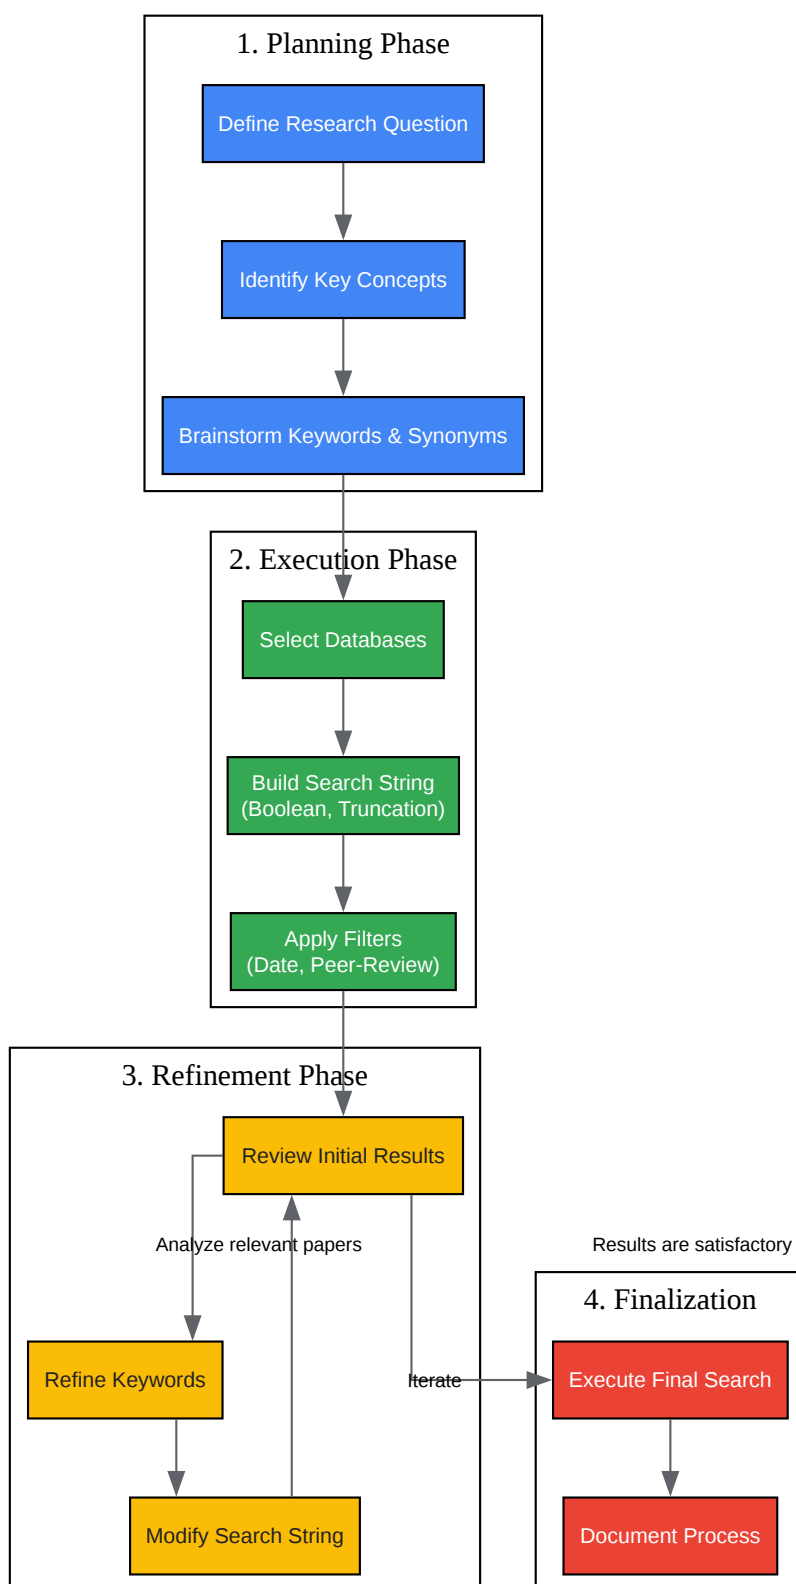 1. Planning Phase
Define Research Question
Identify Key Concepts
Brainstorm Keywords & Synonyms
2. Execution Phase
Select Databases
Build Search String
(Boolean, Truncation)
Apply Filters
(Date, Peer-Review)
3. Refinement Phase
Review Initial Results
Analyze relevant papers
Results are satisfactory
4. Finalization
Refine Keywords
Iterate
Execute Final Search
Modify Search String
Document Process